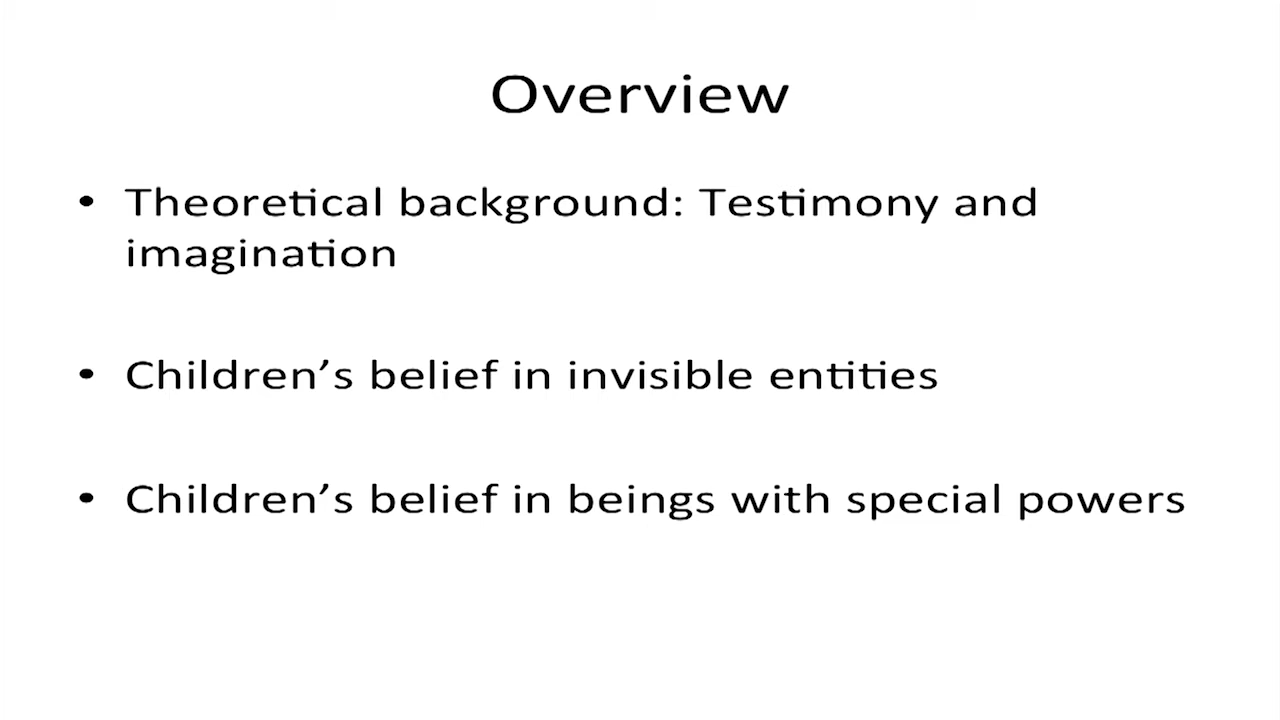 Overview
• Theoretical background: Testimony and
imagination
• Children’s belief in invisible entities
• Children’s belief in beings with special powers